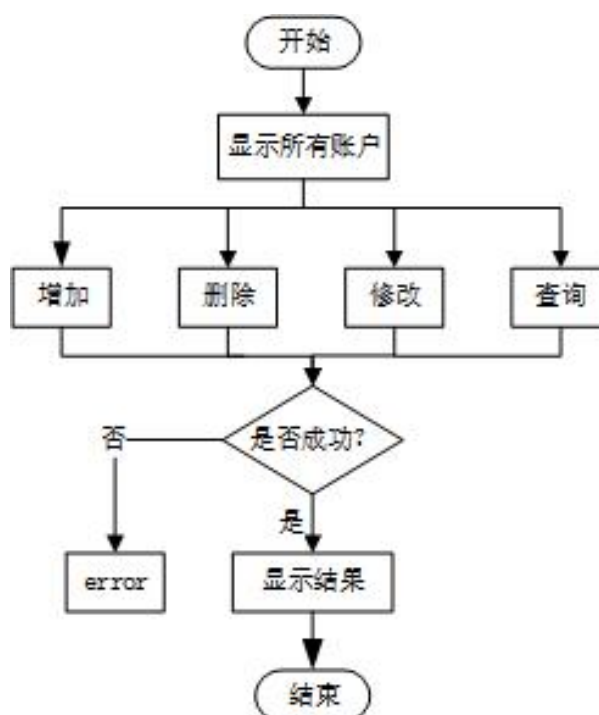 开始
显示所有账户
增加
删除
修改
查询
是否成功?
否
是
error
显示结果
结束